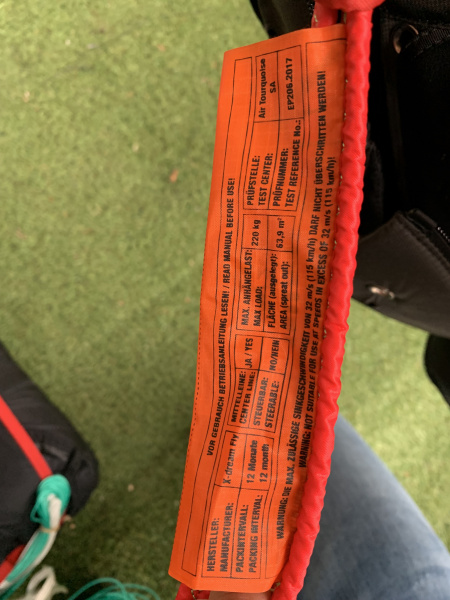 VOR GEBRAUCH BETRIEBSANLEITUNG LESEN! / READ MANUAL BEFORE USE!
HERSTELLER:
MANUFACTURER:
X-dream Fly
PACKINTERVALL:
PACKING INTERVAL:
12 Monate
12 month
MITTELLEINE:
CENTER LINE:
JA / YES
STEUERBAR:
STEERABLE:
NO/NEIN
MAX. ANHÄNGELAST:
MAX LOAD:
220 kg
FLÄCHE (ausgelegt):
AREA (spreat out):
63,9 m²
PRÜFSTELLE:
TEST CENTER:
Air Tourquoise
SA
PRÜFNUMMER:
TEST REFERENCE No.:
EP206.2017
WARNUNG: DIE MAX. ZULÄSSIGE SINKGESCHWINDIGKEIT VON 32 m/s (115 km/h) DARF NICHT ÜBERSCHRITTEN WERDEN!
WARNING: NOT SUITABLE FOR USE AT SPEEDS IN EXCESS OF 32 m/s (115 km/h)!